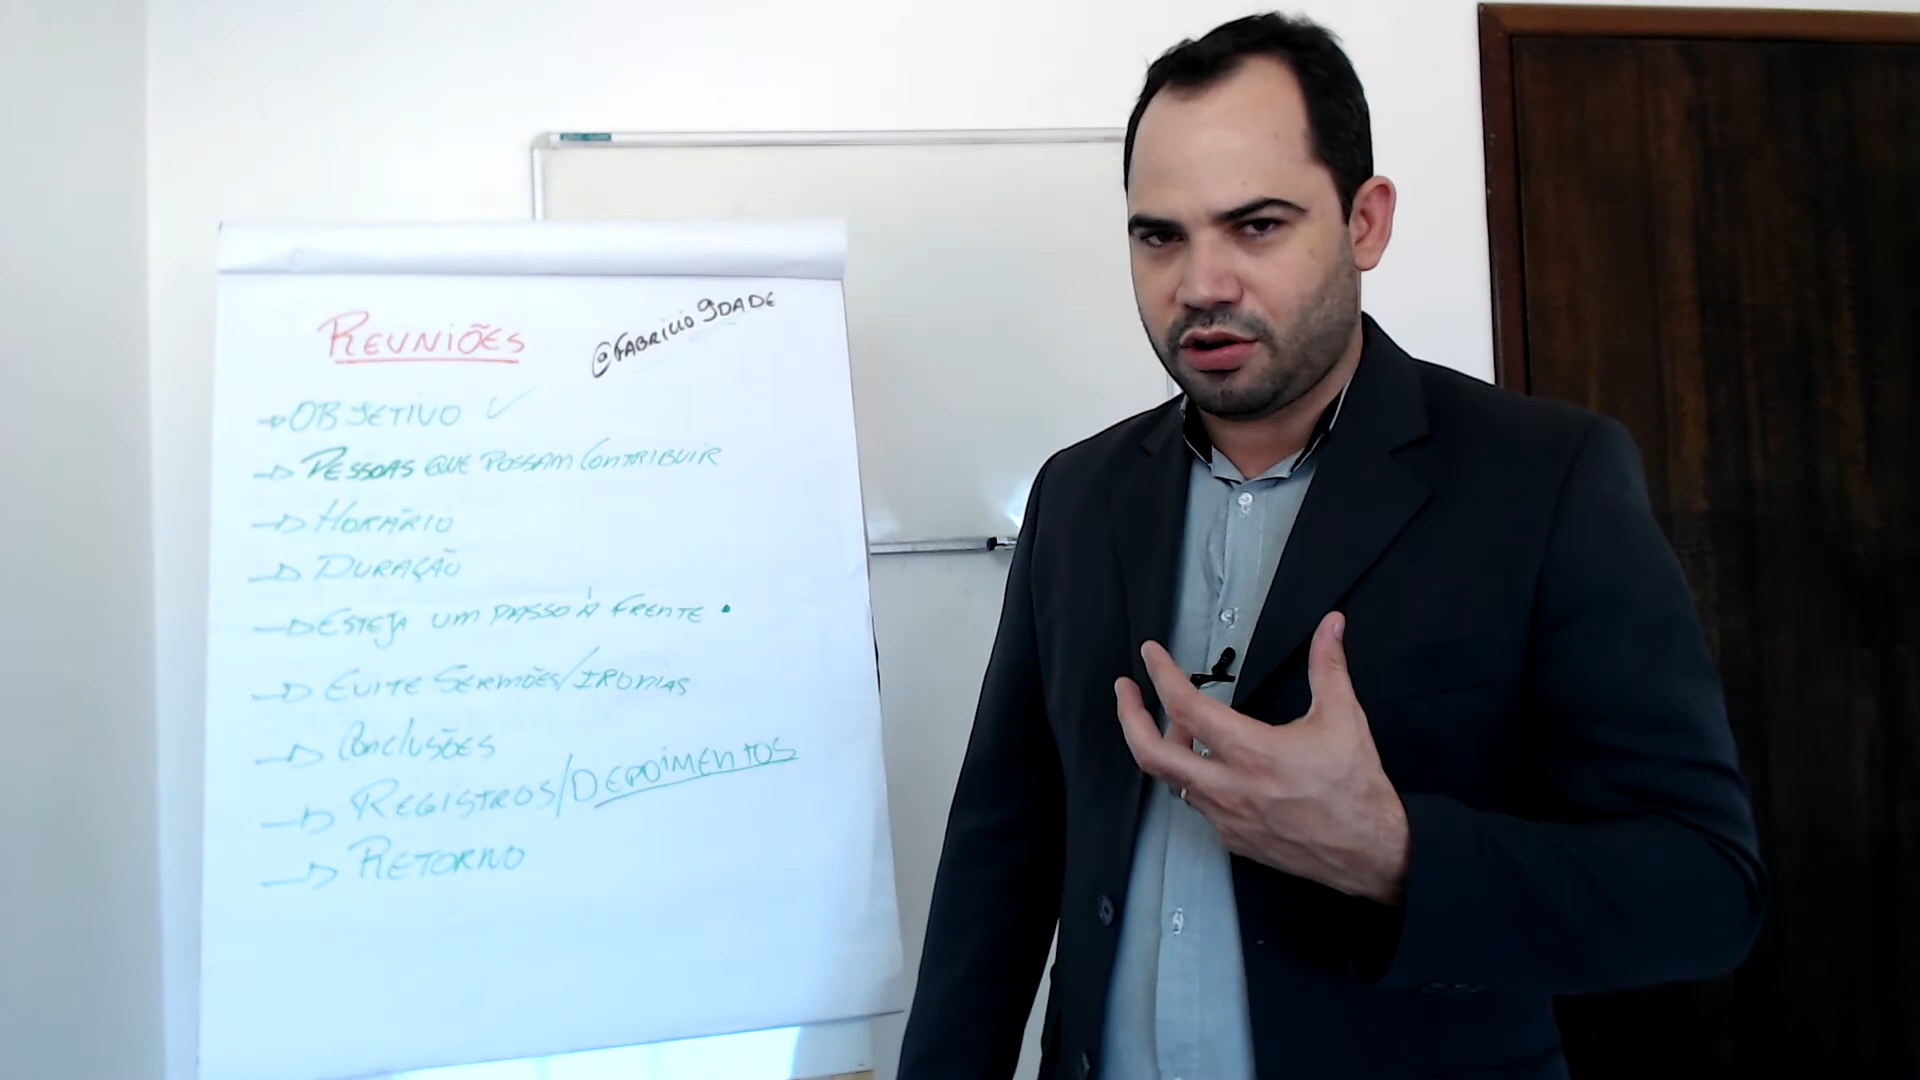 REUNIÕES
@FABRICIO9DADE
OBJETIVO
PESSOAS QUE POSSAM CONTRIBUIR
HORÁRIO
DURAÇÃO
ESTEJA UM PASSO À FRENTE
EVITE SERMÕES/IRONIAS
CONCLUSÕES
REGISTROS/DEPOIMENTOS
RETORNO